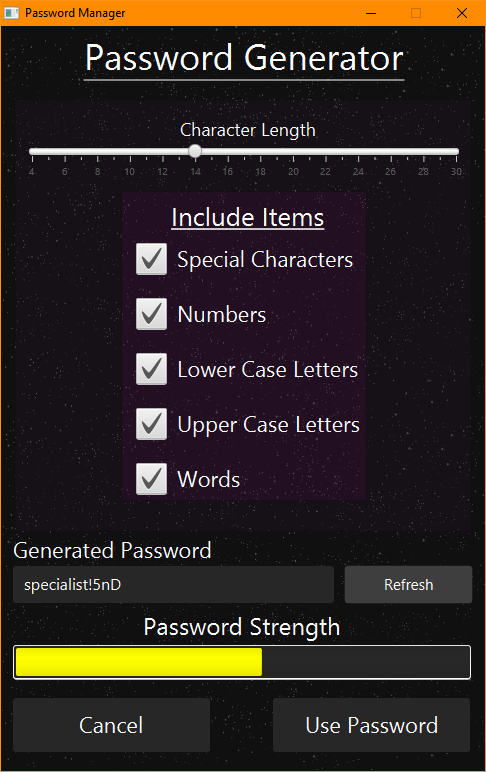 Password Manager
Password Generator
Character Length
4 6 8 10 12 14 16 18 20 22 24 26 28 30
Include Items
Special Characters
Numbers
Lower Case Letters
Upper Case Letters
Words
Generated Password
specialist!5nD Refresh
Password Strength
Cancel Use Password